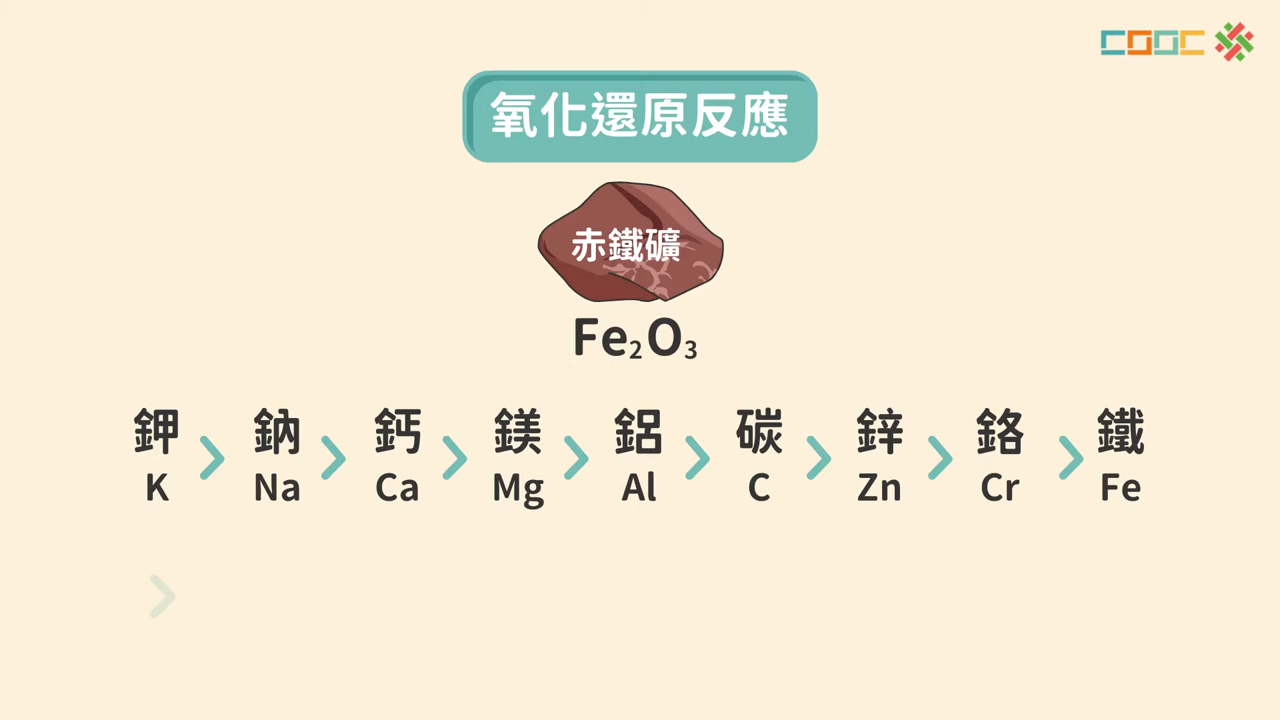 COOC
氧化還原反應
赤鐵礦
Fe₂O₃
鉀 > 鈉 > 鈣 > 鎂 > 鋁 > 碳 > 鋅 > 鉻 > 鐵
K Na Ca Mg Al C Zn Cr Fe
>